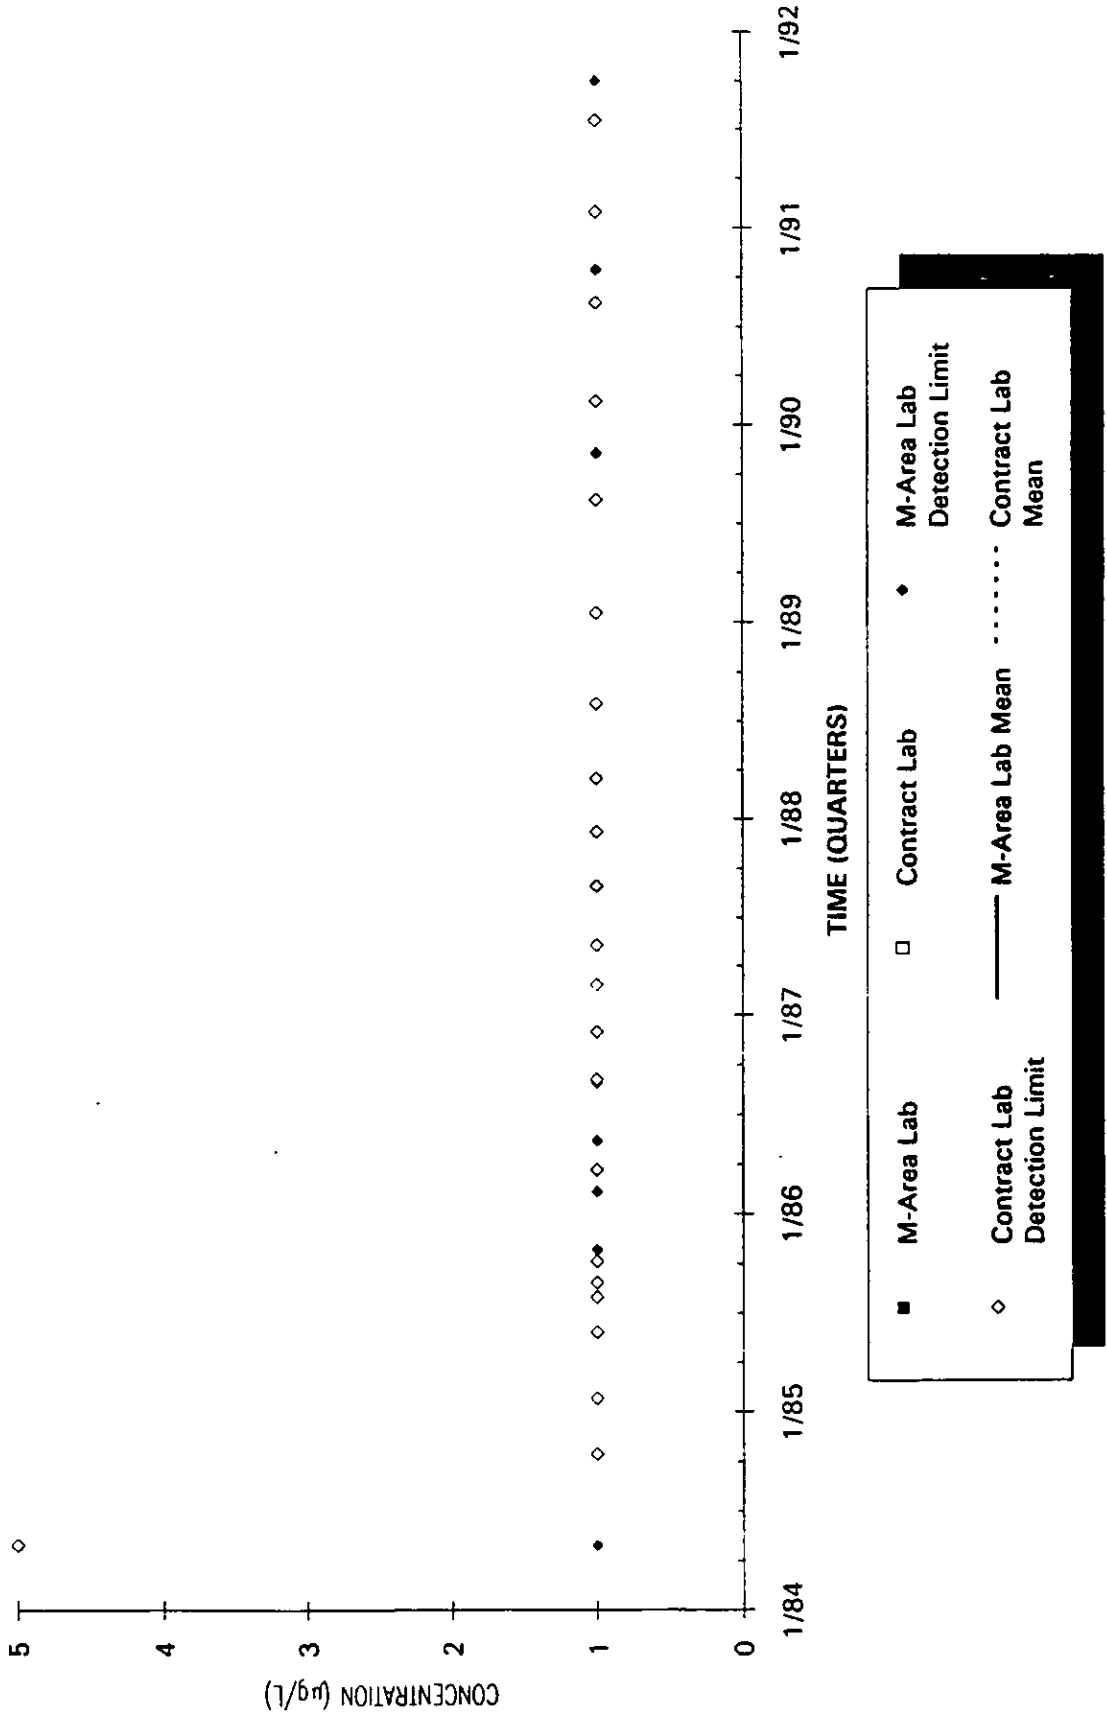 CONCENTRATION (µg/L)
5
4
3
2
1
0
1/84
1/85
1/86
1/87
1/88
1/89
1/90
1/91
1/92
TIME (QUARTERS)
M-Area Lab
Contract Lab
M-Area Lab
Detection Limit
Contract Lab
Detection Limit
M-Area Lab Mean
Contract Lab
Mean